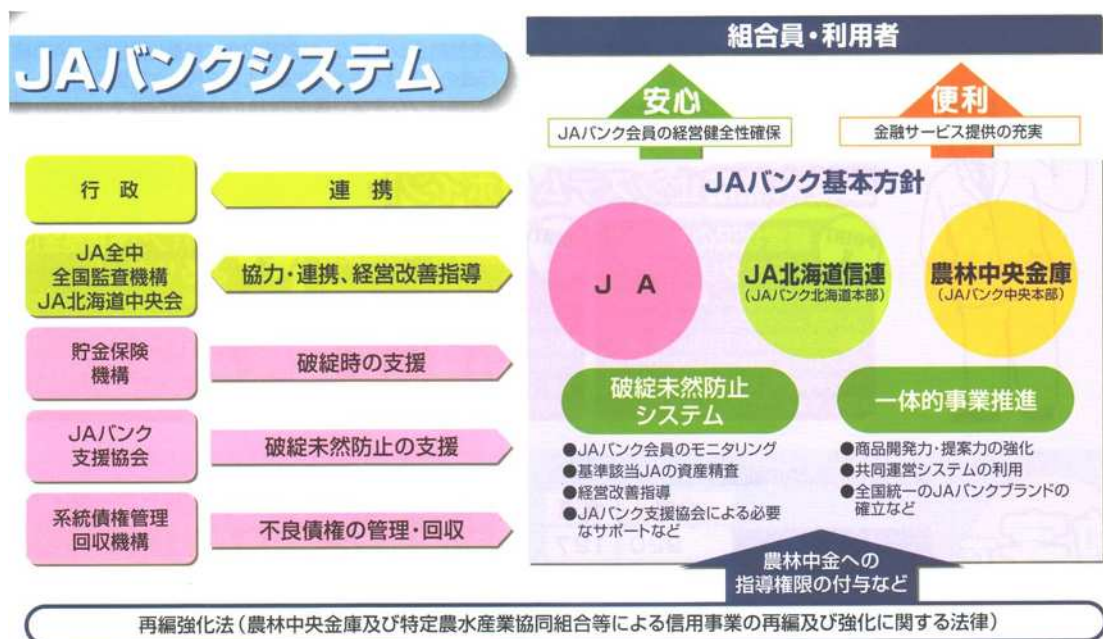 JAバンクシステム
組合員・利用者
安心
JAバンク会員の経営健全性確保
便利
金融サービス提供の充実
行政
連携
JA全中
全国監査機構
JA北海道中央会
協力・連携、経営改善指導
貯金保険
機構
破綻時の支援
JAバンク
支援協会
破綻未然防止の支援
系統債権管理
回収機構
不良債権の管理・回収
JAバンク基本方針
JA
JA北海道信連
(JAバンク北海道本部)
農林中央金庫
(JAバンク中央本部)
破綻未然防止
システム
●JAバンク会員のモニタリング
●基準該当JAの資産精査
●経営改善指導
●JAバンク支援協会による必要
なサポートなど
一体的事業推進
●商品開発力・提案力の強化
●共同運営システムの利用
●全国統一のJAバンクブランドの
確立など
農林中金への
指導権限の付与など
再編強化法(農林中央金庫及び特定農水産業協同組合等による信用事業の再編及び強化に関する法律)